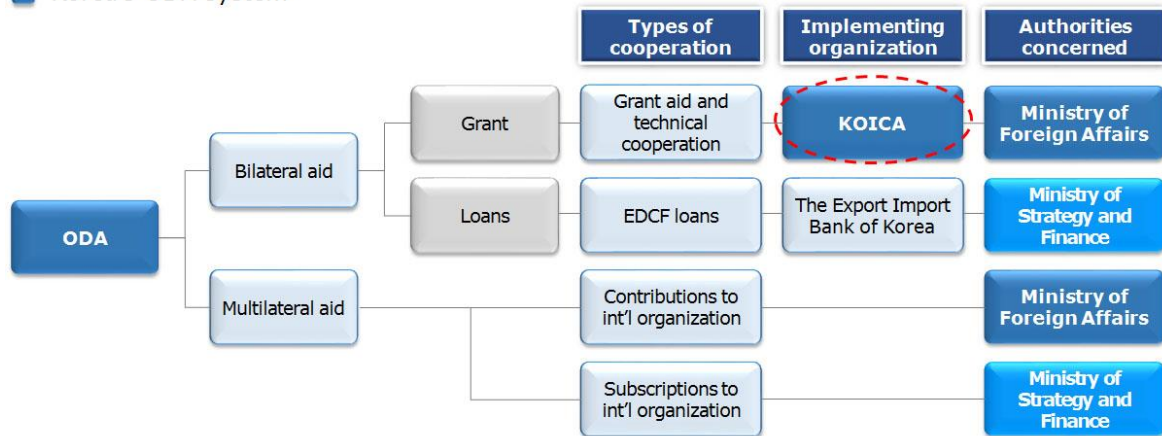 Types of
cooperation
Implementing
organization
Authorities
concerned
ODA
Bilateral aid
Grant
Grant aid and
technical
cooperation
KOICA
Ministry of
Foreign Affairs
Loans
EDCF loans
The Export Import
Bank of Korea
Ministry of
Strategy and
Finance
Multilateral aid
Contributions to
int'l organization
Ministry of
Foreign Affairs
Subscriptions to
int'l organization
Ministry of
Strategy and
Finance